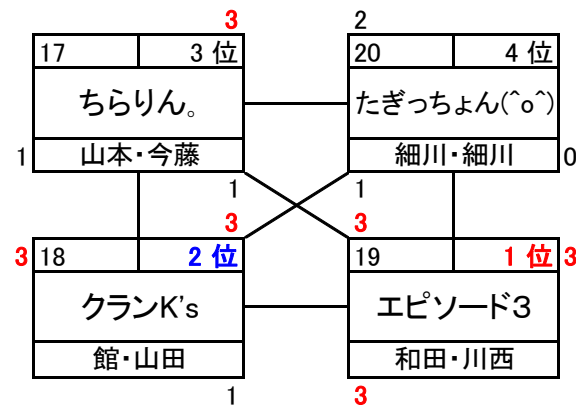 3 2
17 3 位 20 4 位
ちらりん。 たぎっちょん(^o^)
1 山本・今藤 細川・細川 0
1 1
3 3
3 18 2 位 19 1 位 3
クランK's エピソード３
館・山田 和田・川西
1 3